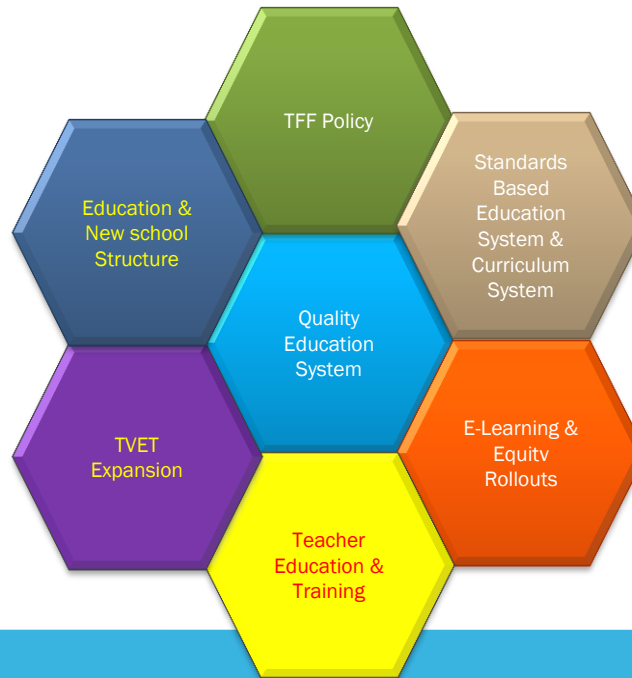 TFF Policy
Education &
New school
Structure
Standards
Based
Education
System &
Curriculum
System
Quality
Education
System
TVET
Expansion
E-Learning &
Equity
Rollouts
Teacher
Education &
Training